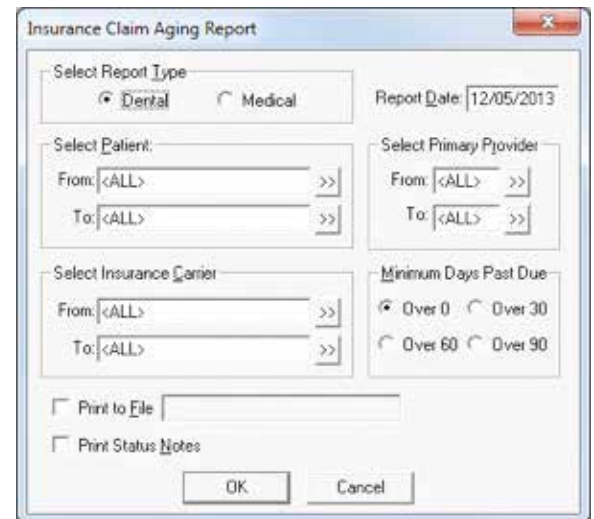 Insurance Claim Aging Report
Select Report Type
Dental Medical
Report Date: 12/05/2013
Select Patient:
From: <ALL> >>
To: <ALL> >>
Select Primary Provider
From: <ALL> >>
To: <ALL> >>
Select Insurance Carrier
From: <ALL> >>
To: <ALL> >>
Minimum Days Past Due
Over 0 Over 30
Over 60 Over 90
Print to File
Print Status Notes
OK Cancel